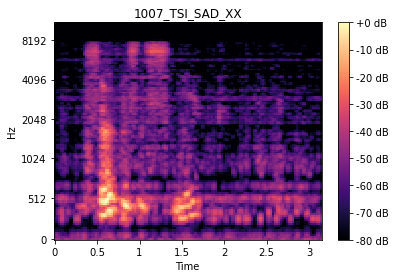 1007_TSI_SAD_XX
8192
4096
2048
1024
512
0
Hz
0
0.5
1
1.5
2
2.5
3
Time
+0 dB
-10 dB
-20 dB
-30 dB
-40 dB
-50 dB
-60 dB
-70 dB
-80 dB